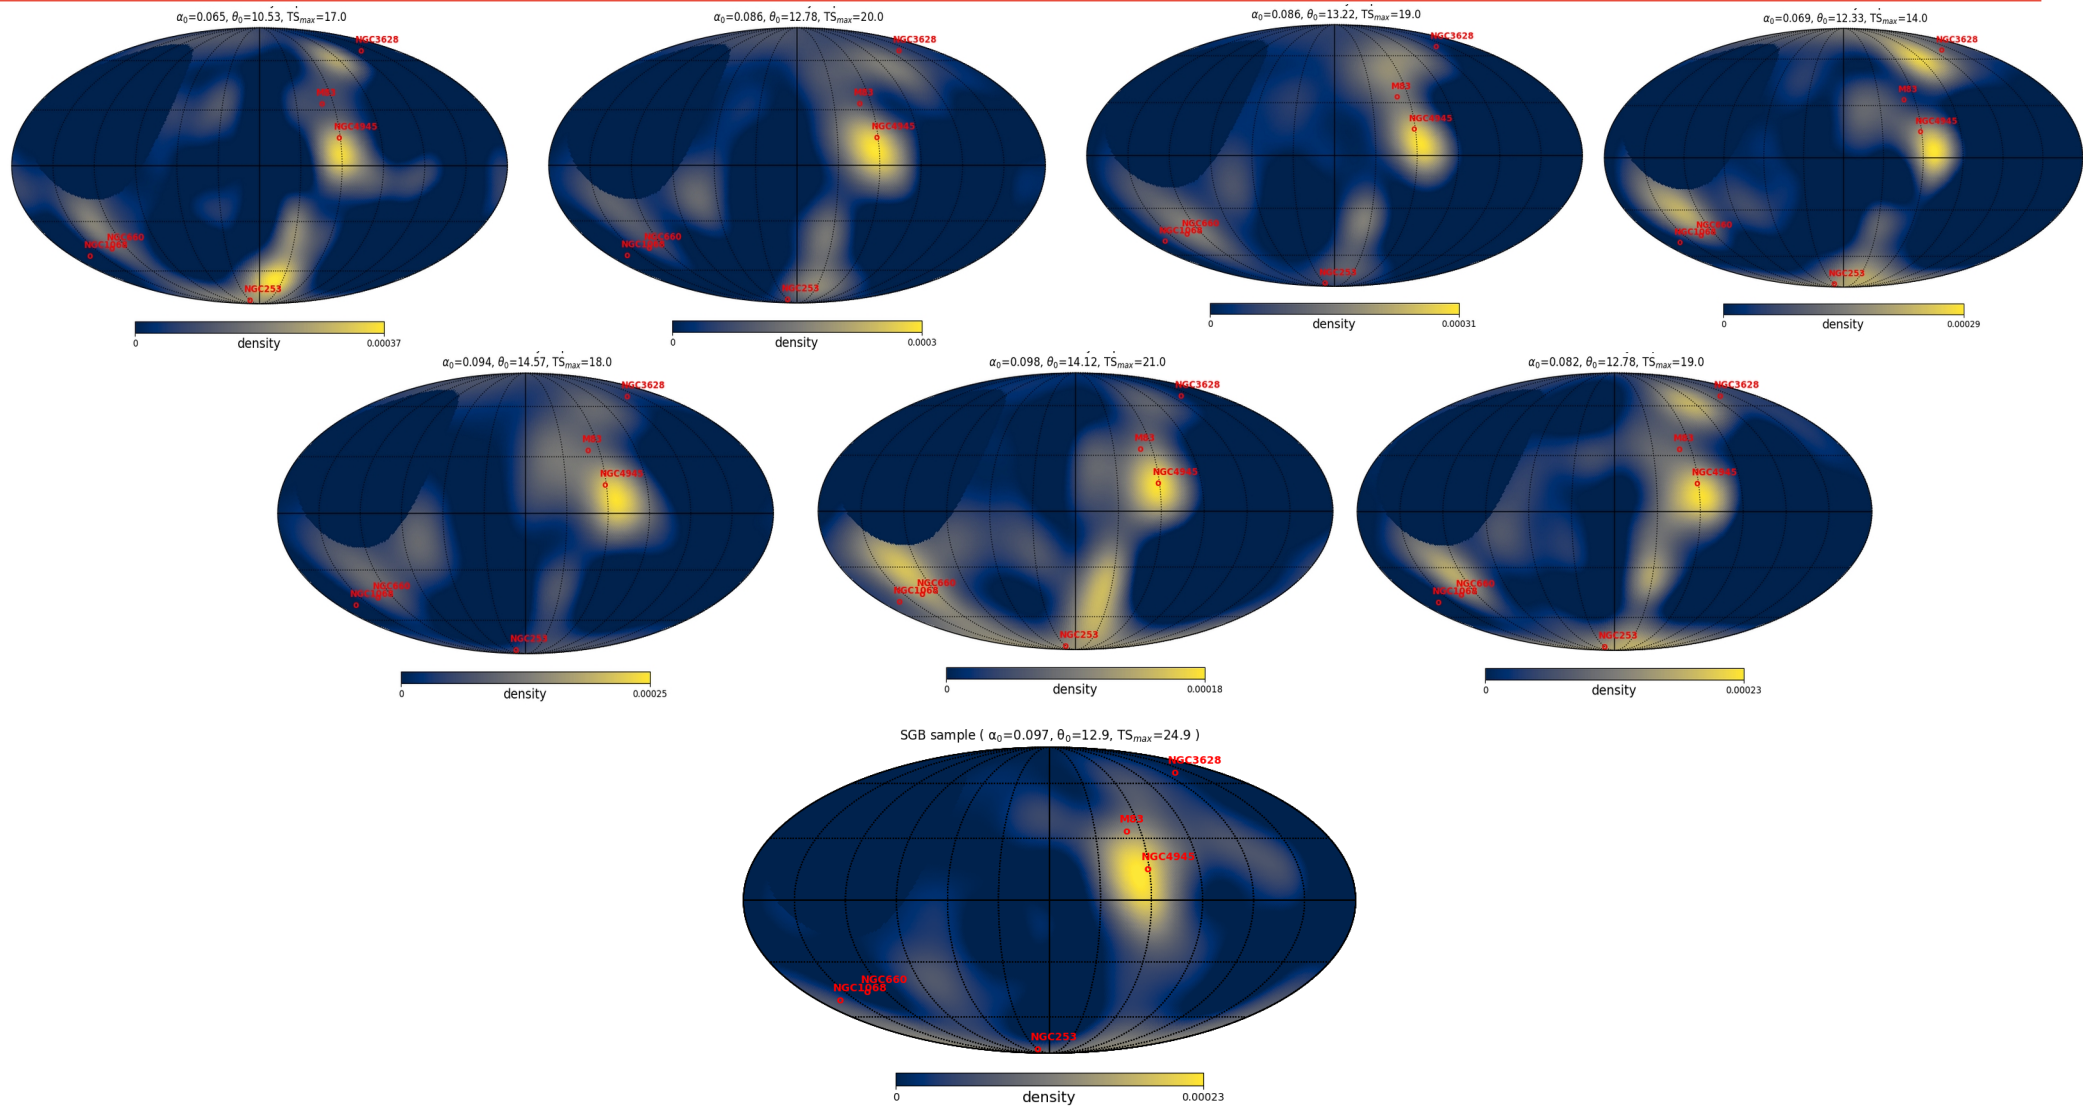 α₀=0.065, θ₀=10.53, TSmax=17.0
NGC3628
M83
NGC4945
NGC660
NGC1068
NGC253
0
0.00037
density
α₀=0.086, θ₀=12.78, TSmax=20.0
NGC3628
M83
NGC4945
NGC660
NGC1068
NGC253
0
0.0003
density
α₀=0.086, θ₀=13.22, TSmax=19.0
NGC3628
M83
NGC4945
NGC660
NGC1068
NGC253
0
0.00031
density
α₀=0.069, θ₀=12.33, TSmax=14.0
NGC3628
M83
NGC4945
NGC660
NGC1068
NGC253
0
0.00029
density
α₀=0.094, θ₀=14.57, TSmax=18.0
NGC3628
M83
NGC4945
NGC660
NGC1068
NGC253
0
0.00025
density
α₀=0.098, θ₀=14.12, TSmax=21.0
NGC3628
M83
NGC4945
NGC660
NGC1068
NGC253
0
0.00018
density
α₀=0.082, θ₀=12.78, TSmax=19.0
NGC3628
M83
NGC4945
NGC660
NGC1068
NGC253
0
0.00023
density
SGB sample ( α₀=0.097, θ₀=12.9, TSmax=24.9 )
NGC3628
M83
NGC4945
NGC660
NGC1068
NGC253
0
0.00023
density